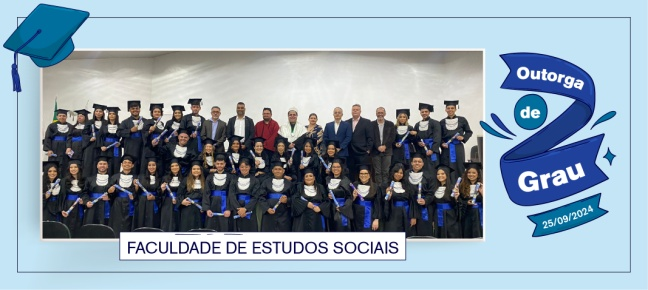 Outorga
de
Grau
25/09/2024
FACULDADE DE ESTUDOS SOCIAIS